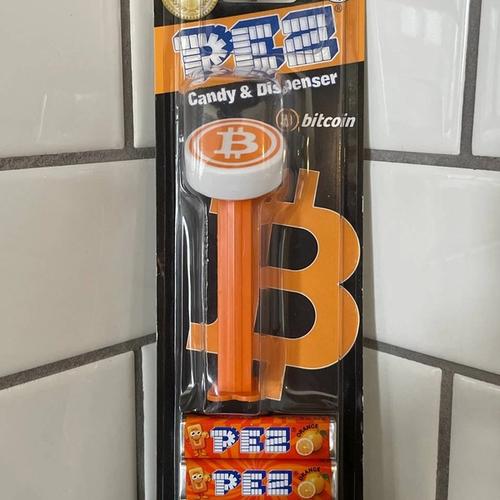 PEZ
Candy & Dispenser
bitcoin
PEZ
ORANGE
PEZ
ORANGE